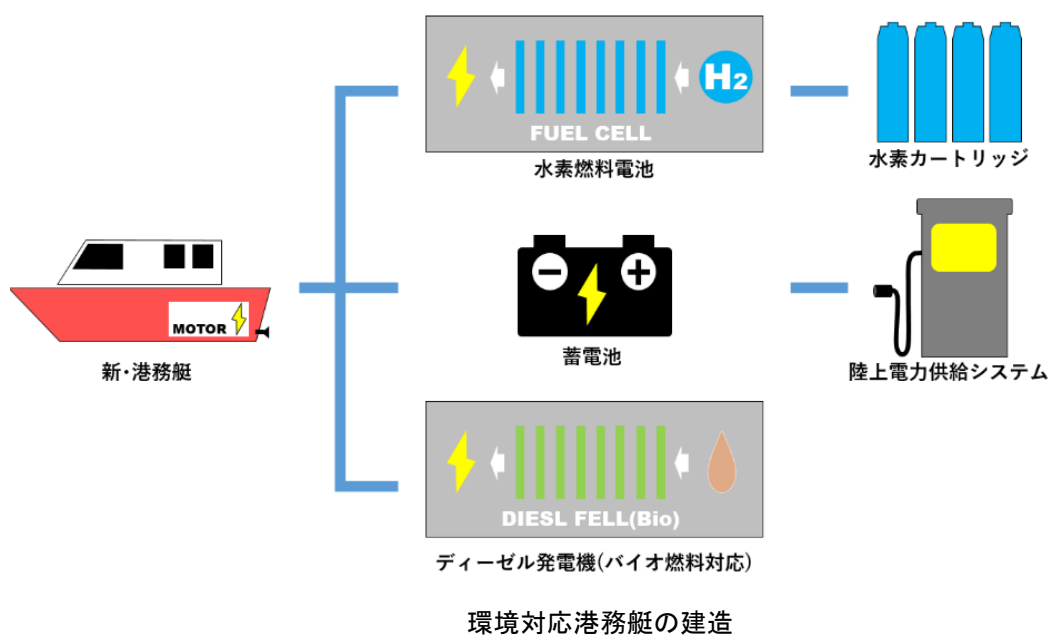 H2
FUEL CELL
水素燃料電池
水素カートリッジ
MOTOR
新・港務艇
蓄電池
陸上電力供給システム
DIESL FELL(Bio)
ディーゼル発電機(バイオ燃料対応)
環境対応港務艇の建造